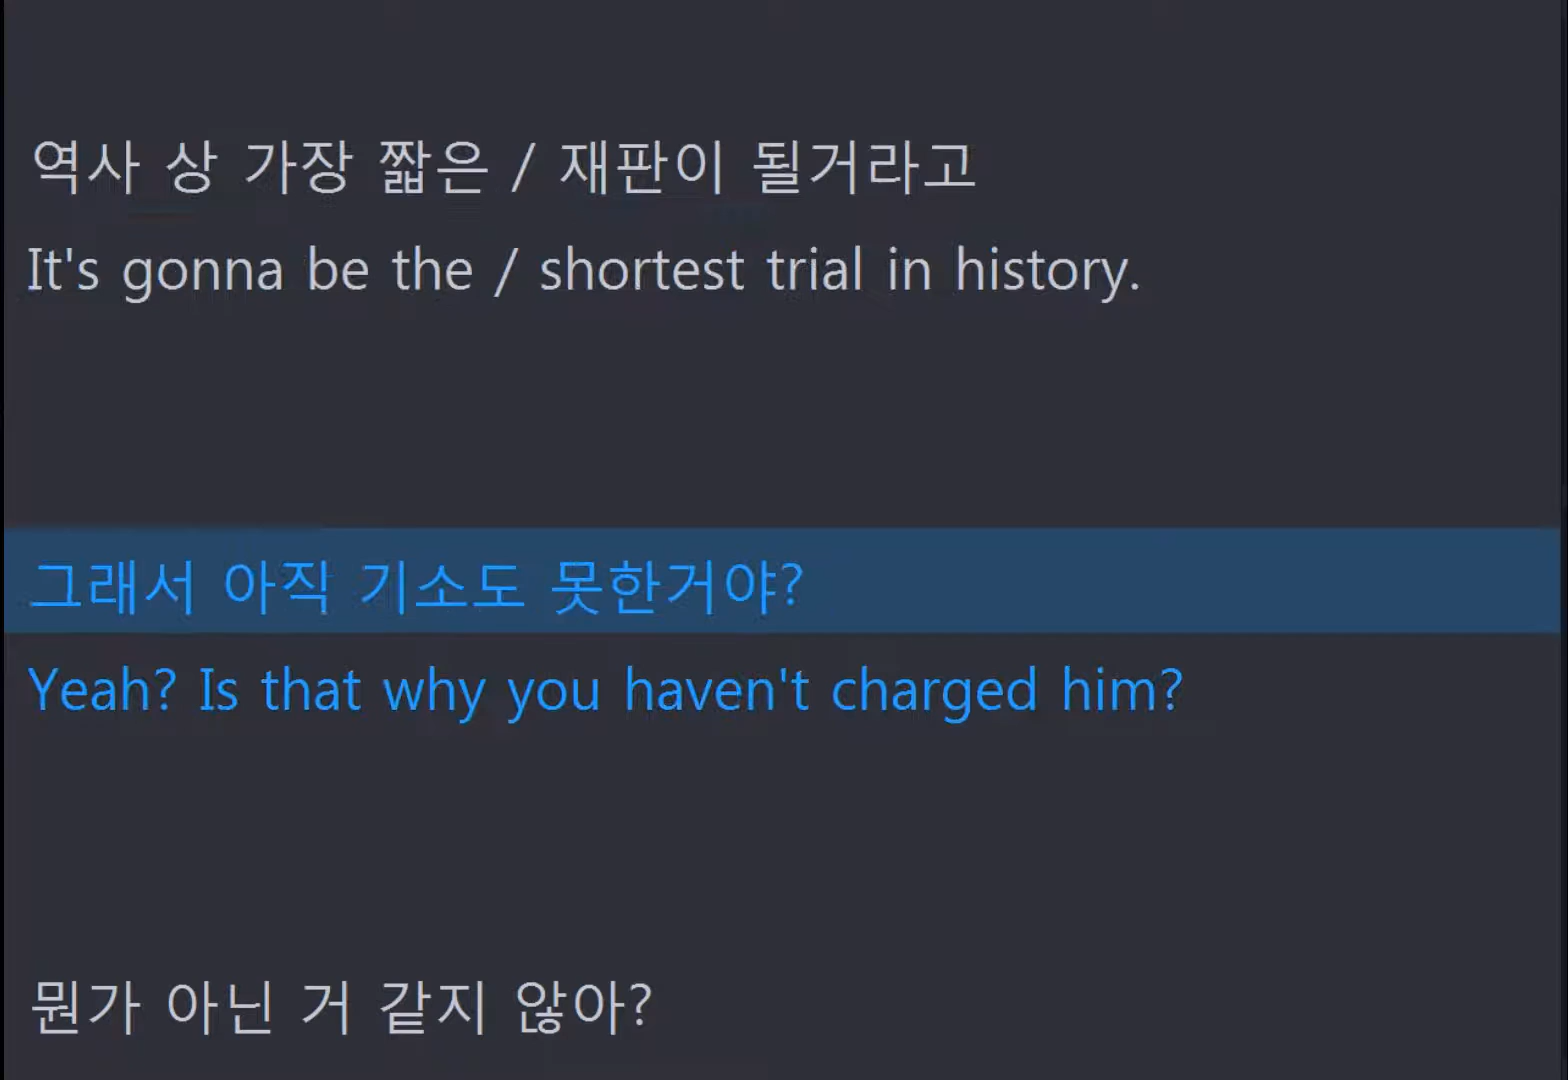 역사 상 가장 짧은 / 재판이 될거라고
It's gonna be the / shortest trial in history.
그래서 아직 기소도 못한거야?
Yeah? Is that why you haven't charged him?
뭔가 아닌 거 같지 않아?